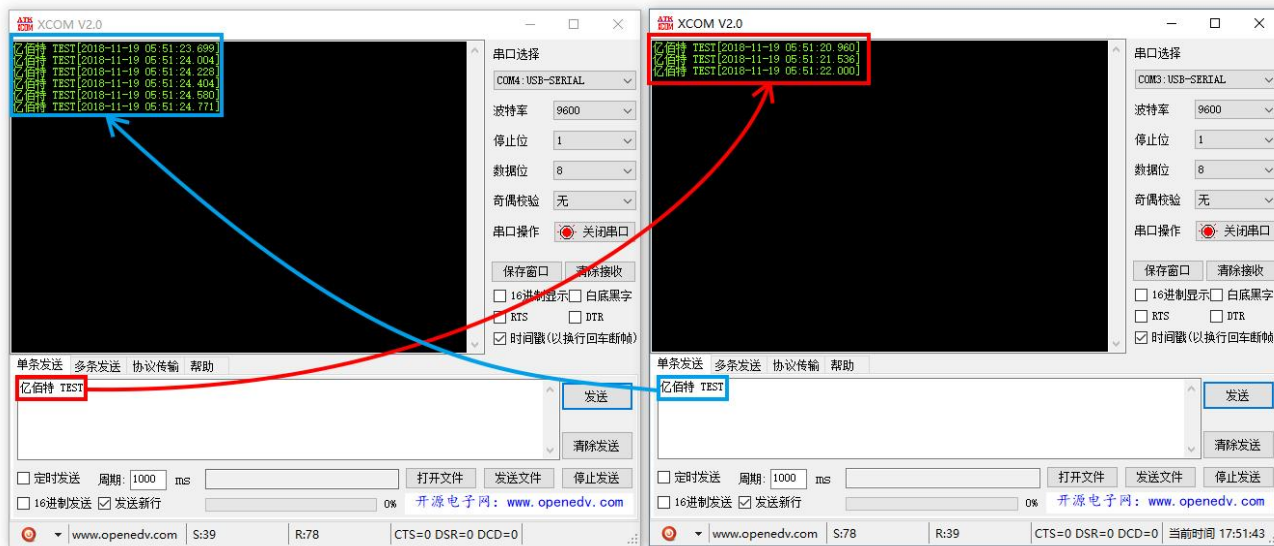 ATK XCOM XCOM V2.0
亿佰特 TEST[2018-11-19 05:51:23.699]
亿佰特 TEST[2018-11-19 05:51:24.004]
亿佰特 TEST[2018-11-19 05:51:24.228]
亿佰特 TEST[2018-11-19 05:51:24.404]
亿佰特 TEST[2018-11-19 05:51:24.580]
亿佰特 TEST[2018-11-19 05:51:24.771]
串口选择
COM4:USB-SERIAL
波特率 9600
停止位 1
数据位 8
奇偶校验 无
串口操作 关闭串口
保存窗口 清除接收
16进制显示 白底黑字
RTS DTR
时间戳(以换行回车断帧)
单条发送 多条发送 协议传输 帮助
亿佰特 TEST
发送
清除发送
定时发送 周期: 1000 ms 打开文件 发送文件 停止发送
16进制发送 发送新行 0% 开源电子网: www.openedv.com
www.openedv.com S:39 R:78 CTS=0 DSR=0 DCD=0
ATK XCOM XCOM V2.0
亿佰特 TEST[2018-11-19 05:51:20.960]
亿佰特 TEST[2018-11-19 05:51:21.536]
亿佰特 TEST[2018-11-19 05:51:22.000]
串口选择
COM3:USB-SERIAL
波特率 9600
停止位 1
数据位 8
奇偶校验 无
串口操作 关闭串口
保存窗口 清除接收
16进制显示 白底黑字
RTS DTR
时间戳(以换行回车断帧
单条发送 多条发送 协议传输 帮助
亿佰特 TEST
发送
清除发送
定时发送 周期: 1000 ms 打开文件 发送文件 停止发送
16进制发送 发送新行 0% 开源电子网: www.openedv.com
www.openedv.com S:78 R:39 CTS=0 DSR=0 DCD=0 当前时间 17:51:43